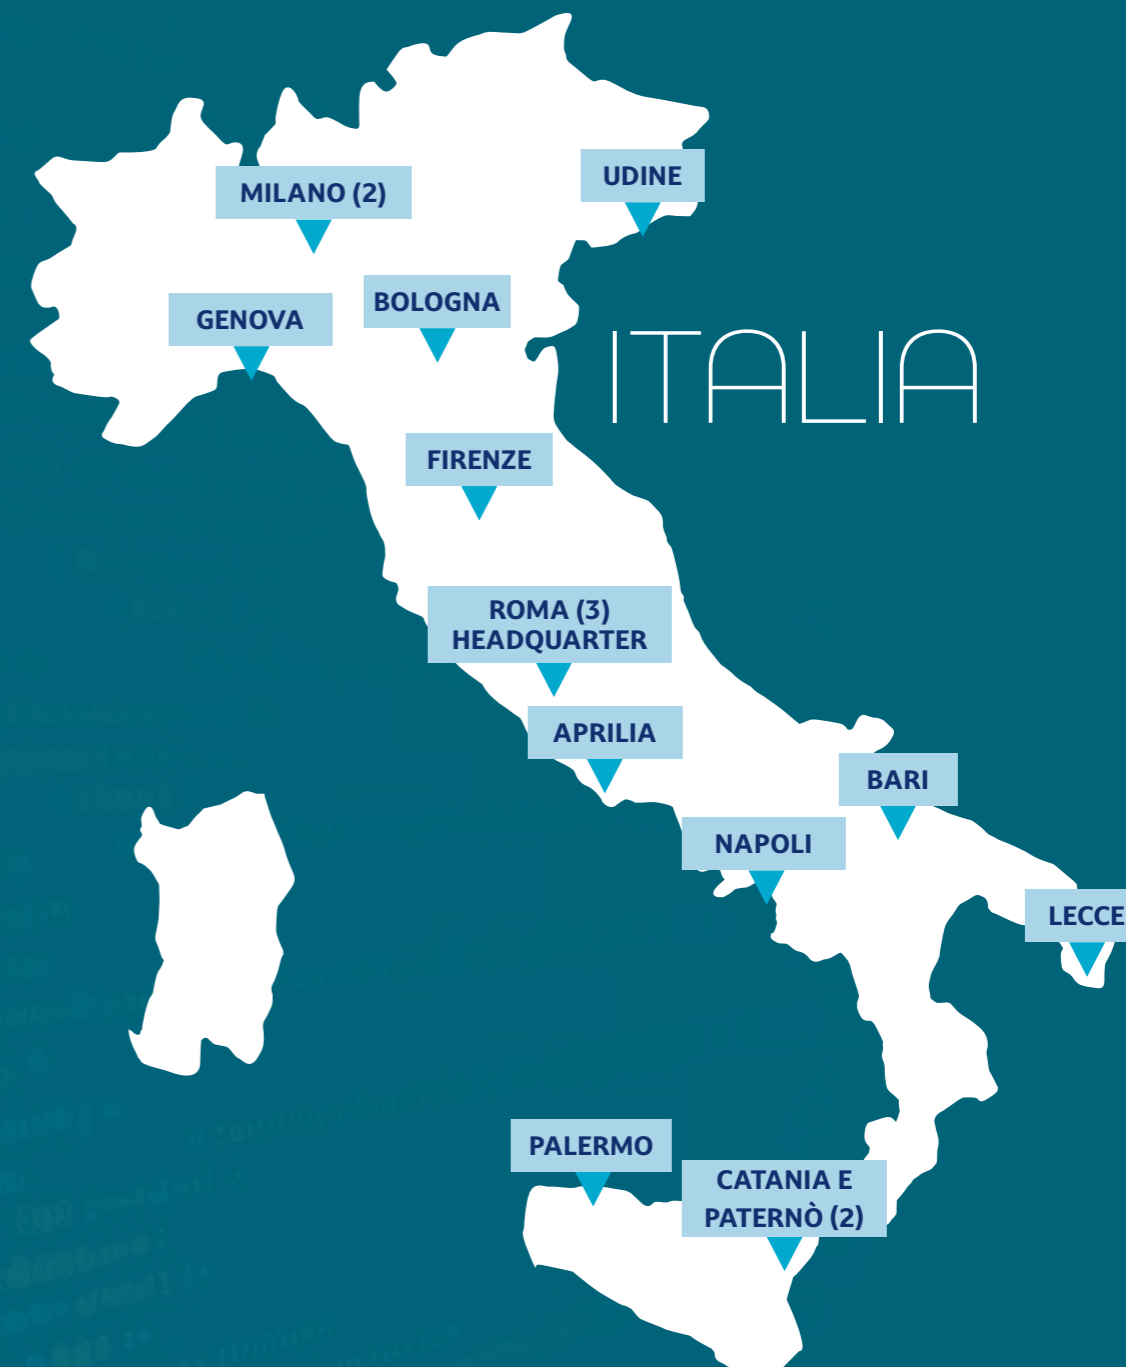 UDINE
MILANO (2)
BOLOGNA
GENOVA
ITALIA
FIRENZE
ROMA (3)
HEADQUARTER
APRILIA
BARI
NAPOLI
LECCE
PALERMO
CATANIA E
PATERNÒ (2)